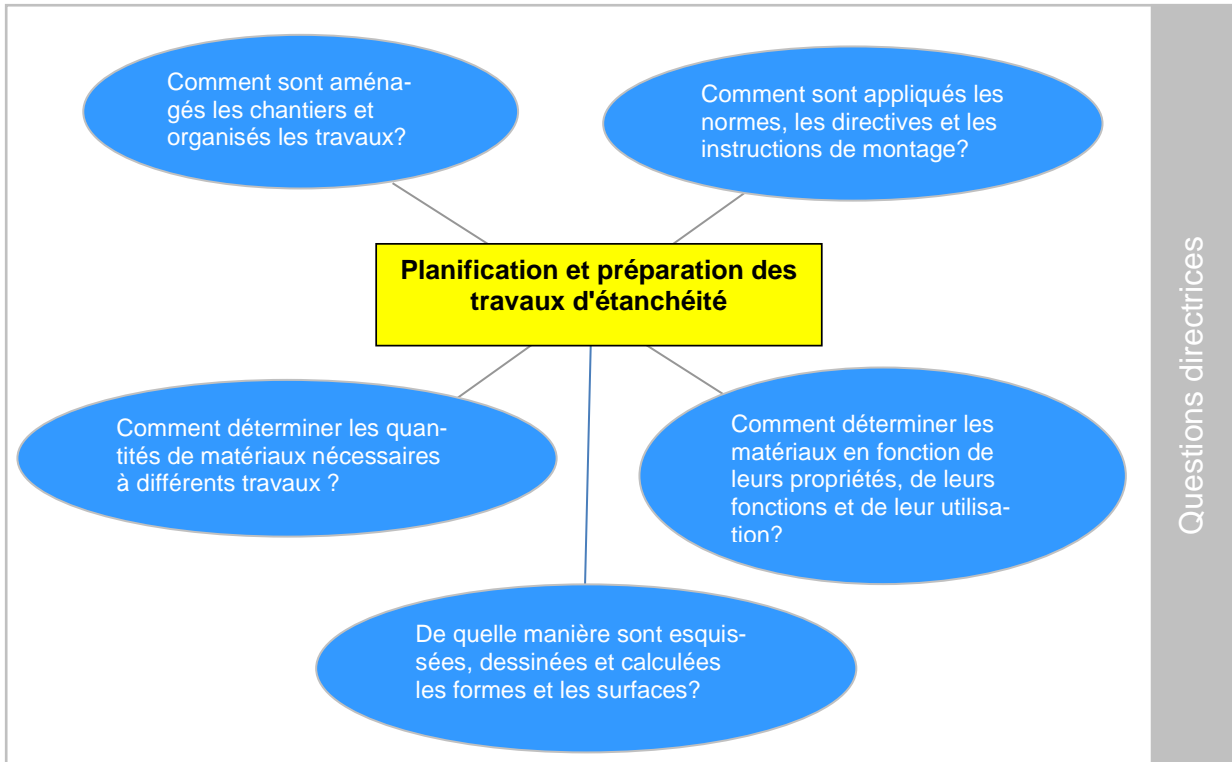 Comment sont aména-
gés les chantiers et
organisés les travaux?
Comment sont appliqués les
normes, les directives et les
instructions de montage?
Planification et préparation des
travaux d'étanchéité
Comment déterminer les quan-
tités de matériaux nécessaires
à différents travaux ?
Comment déterminer les
matériaux en fonction de
leurs propriétés, de leurs
fonctions et de leur utilisa-
tion?
De quelle manière sont esquis-
sées, dessinées et calculées
les formes et les surfaces?
Questions directrices